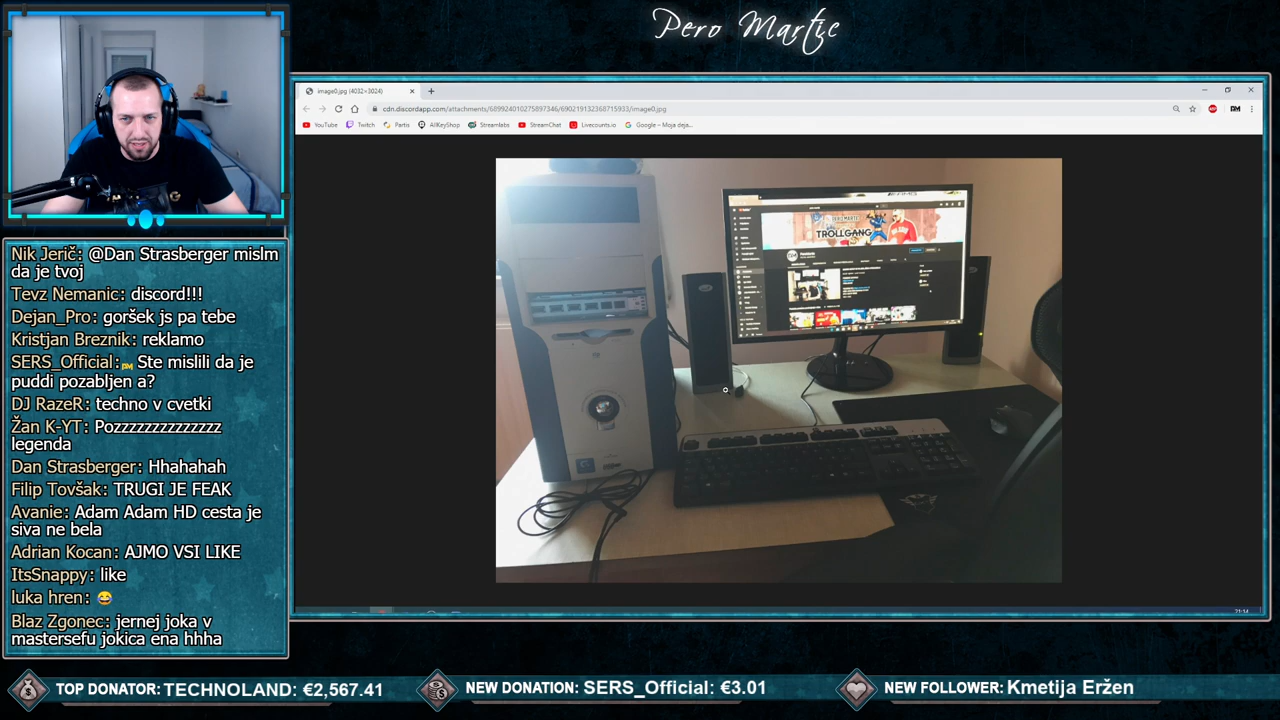 Pero Martic
image0.jpg (4032×3024)
cdn.discordapp.com/attachments/689924010275897346/690219132368715933/image0.jpg
YouTube
Twitch
Partis
AllKeyShop
Streamlabs
StreamChat
Livecounts.io
Google – Moja deja...
TROLLGANG
Nik Jerič: @Dan Strasberger mislm
da je tvoj
Tevz Nemanic: discord!!!
Dejan_Pro: goršek js pa tebe
Kristjan Breznik: reklamo
SERS_Official: Ste mislili da je
puddi pozabljen a?
DJ RazeR: techno v cvetki
Žan K-YT: Pozzzzzzzzzzzzz
legenda
Dan Strasberger: Hhahahah
Filip Tovšak: TRUGI JE FEAK
Avanie: Adam Adam HD cesta je
siva ne bela
Adrian Kocan: AJMO VSI LIKE
ItsSnappy: like
luka hren: 😂
Blaz Zgonec: jernej joka v
mastersefu jokica ena hhha
TOP DONATOR: TECHNOLAND: €2,567.41
NEW DONATION: SERS_Official: €3.01
NEW FOLLOWER: Kmetija Eržen